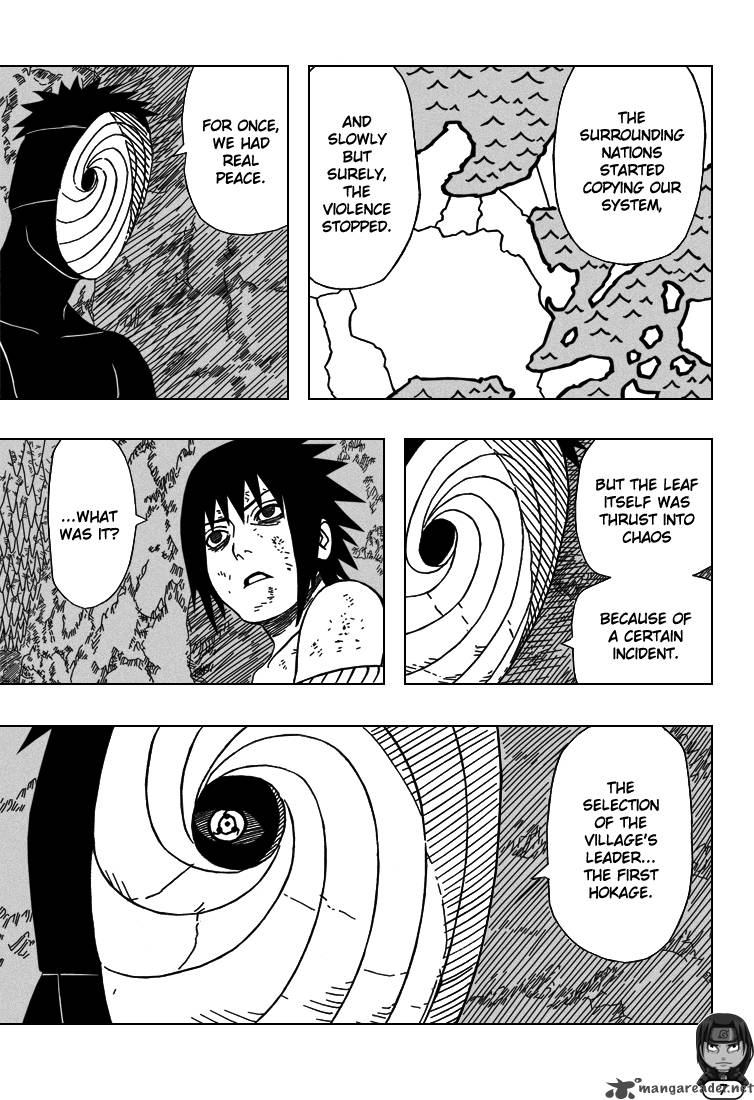 THE
SURROUNDING
NATIONS
STARTED
COPYING OUR
SYSTEM,
AND
SLOWLY
BUT
SURELY,
THE
VIOLENCE
STOPPED.
FOR ONCE,
WE HAD
REAL
PEACE.
BUT THE LEAF
ITSELF WAS
THRUST INTO
CHAOS
BECAUSE OF
A CERTAIN
INCIDENT.
...WHAT
WAS IT?
THE
SELECTION
OF THE
VILLAGE'S
LEADER...
THE FIRST
HOKAGE.
7
mangareader.net